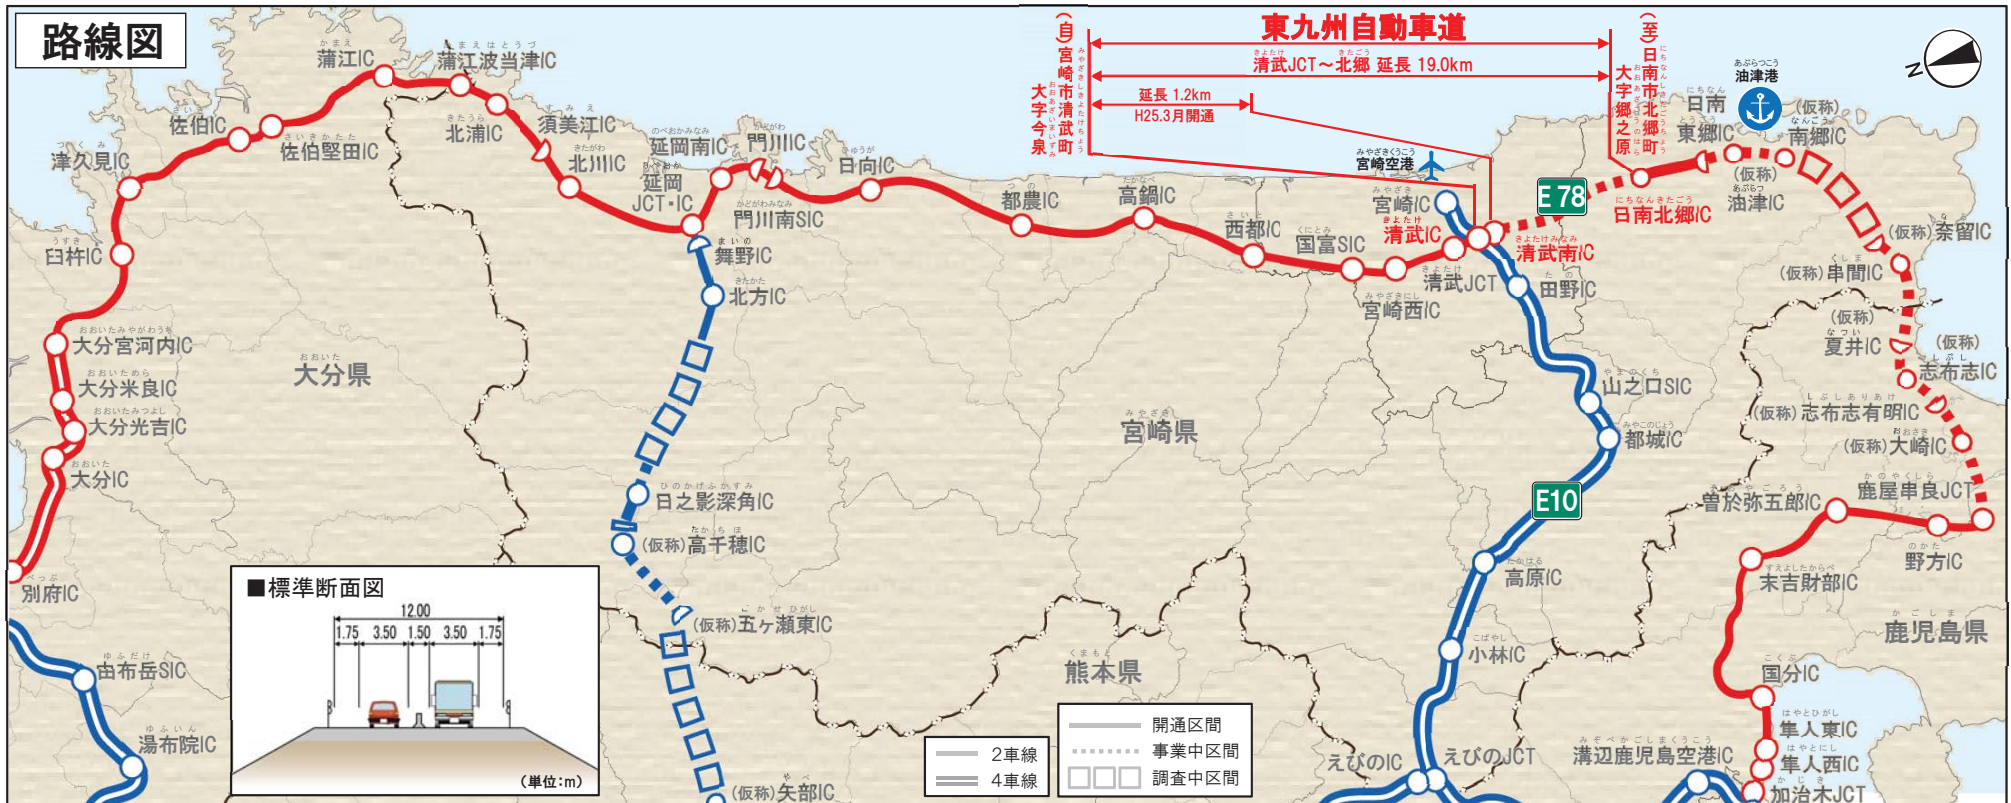 路線図
東九州自動車道
清武JCT～北郷 延長 19.0km
延長 1.2km
H25.3月開通
(自)宮崎市清武町
大字今泉
(至)日南市北郷町
大字郷之原
N
蒲江IC
蒲江波当津IC
佐伯IC
佐伯堅田IC
津久見IC
臼杵IC
北浦IC
須美江IC
北川IC
延岡南IC
延岡
JCT・IC
門川IC
門川南SIC
日向IC
舞野IC
北方IC
都農IC
高鍋IC
西都IC
国富SIC
宮崎西IC
宮崎空港
宮崎IC
清武IC
清武JCT
清武南IC
田野IC
E78
日南北郷IC
日南
東郷IC
油津港
(仮称)
油津IC
(仮称)
南郷IC
(仮称)奈留IC
(仮称)串間IC
(仮称)
夏井IC
(仮称)
志布志IC
(仮称)志布志有明IC
(仮称)大崎IC
鹿屋串良JCT
曽於弥五郎IC
野方IC
末吉財部IC
鹿児島県
国分IC
隼人東IC
隼人西IC
加治木JCT
溝辺鹿児島空港IC
大分宮河内IC
大分米良IC
大分光吉IC
大分IC
別府IC
由布岳SIC
湯布院IC
大分県
宮崎県
熊本県
山之口SIC
都城IC
E10
高原IC
小林IC
えびのIC
えびのJCT
日之影深角IC
(仮称)高千穂IC
(仮称)五ヶ瀬東IC
(仮称)矢部IC
■標準断面図
12.00
1.75 3.50 1.50 3.50 1.75
(単位:m)
2車線
4車線
開通区間
事業中区間
調査中区間